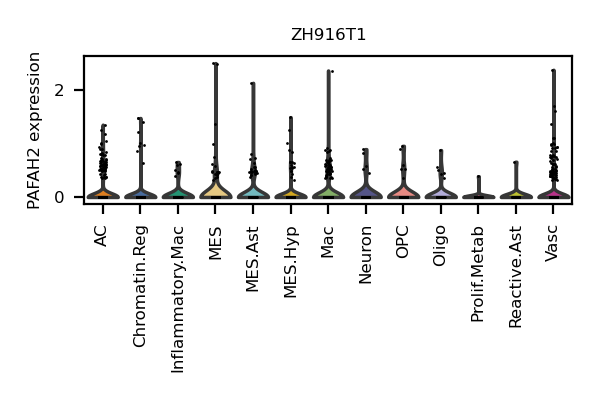 ZH916T1
PAFAH2 expression
2
0
AC
Chromatin.Reg
Inflammatory.Mac
MES
MES.Ast
MES.Hyp
Mac
Neuron
OPC
Oligo
Prolif.Metab
Reactive.Ast
Vasc